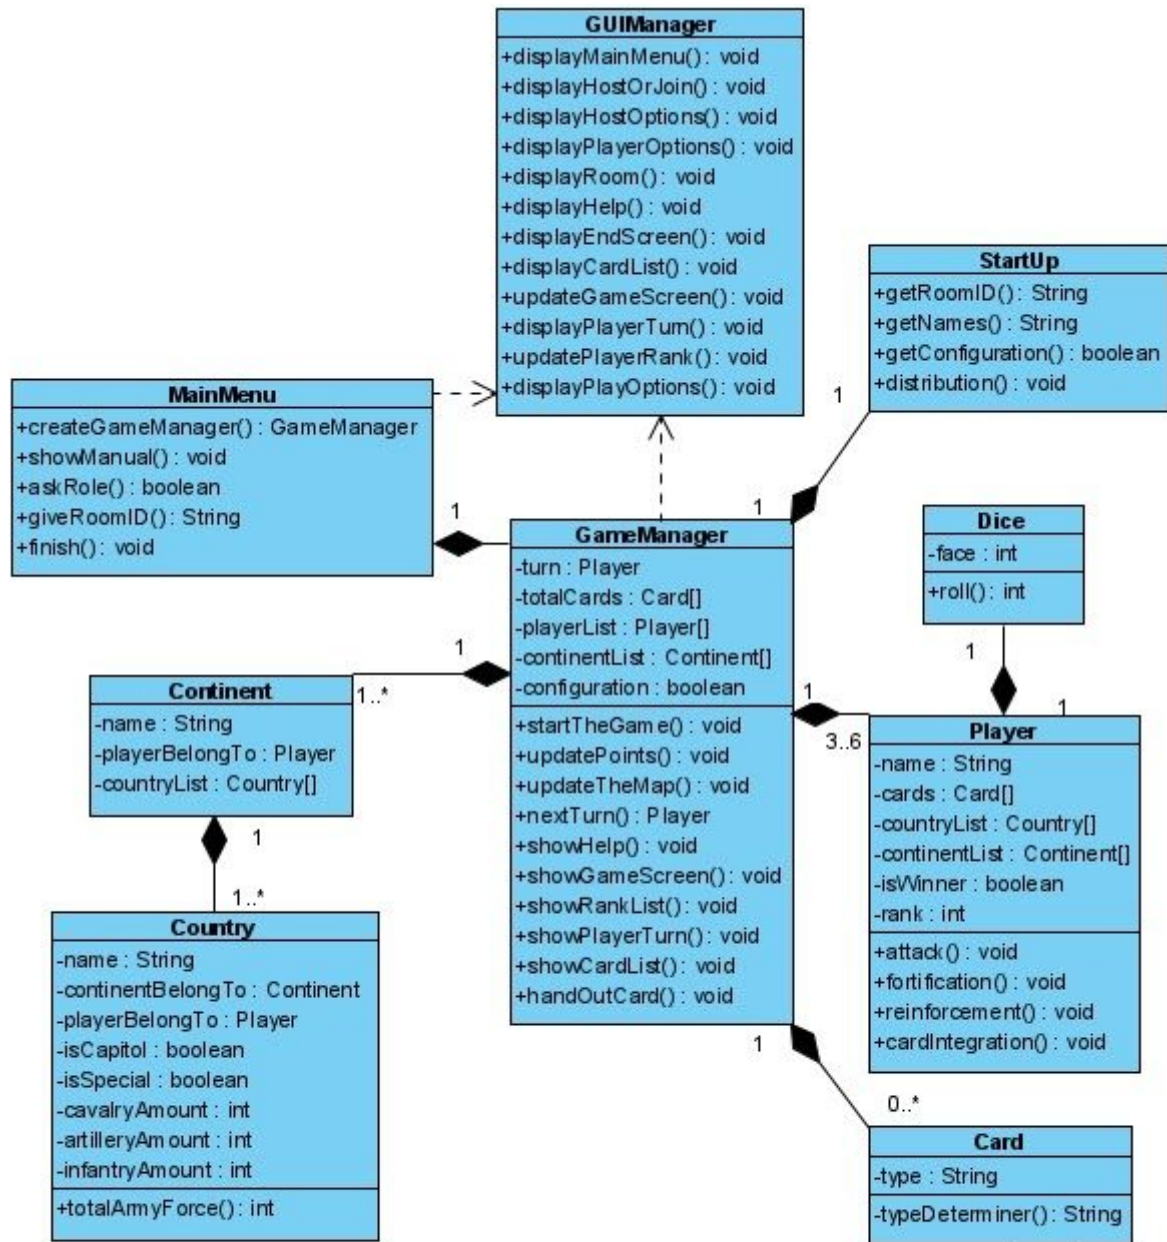 GUIManager
+displayMainMenu() : void
+displayHostOrJoin() : void
+displayHostOptions() : void
+displayPlayerOptions() : void
+displayRoom() : void
+displayHelp() : void
+displayEndScreen() : void
+displayCardList() : void
+updateGameScreen() : void
+displayPlayerTurn() : void
+updatePlayerRank() : void
+displayPlayOptions() : void
StartUp
+getRoomID() : String
+getNames() : String
+getConfiguration() : boolean
+distribution() : void
1
1
MainMenu
+createGameManager() : GameManager
+showManual() : void
+askRole() : boolean
+giveRoomID() : String
+finish() : void
1
GameManager
-turn : Player
-totalCards : Card[]
-playerList : Player[]
-continentList : Continent[]
-configuration : boolean
+startTheGame() : void
+updatePoints() : void
+updateTheMap() : void
+nextTurn() : Player
+showHelp() : void
+showGameScreen() : void
+showRankList() : void
+showPlayerTurn() : void
+showCardList() : void
+handOutCard() : void
Dice
-face : int
+roll() : int
1
1
1
3..6
Player
-name : String
-cards : Card[]
-countryList : Country[]
-continentList : Continent[]
-isWinner : boolean
-rank : int
+attack() : void
+fortification() : void
+reinforcement() : void
+cardIntegration() : void
1
1..*
Continent
-name : String
-playerBelongTo : Player
-countryList : Country[]
1
1..*
Country
-name : String
-continentBelongTo : Continent
-playerBelongTo : Player
-isCapitol : boolean
-isSpecial : boolean
-cavalryAmount : int
-artilleryAmount : int
-infantryAmount : int
+totalArmyForce() : int
1
0..*
Card
-type : String
-typeDeterminer() : String